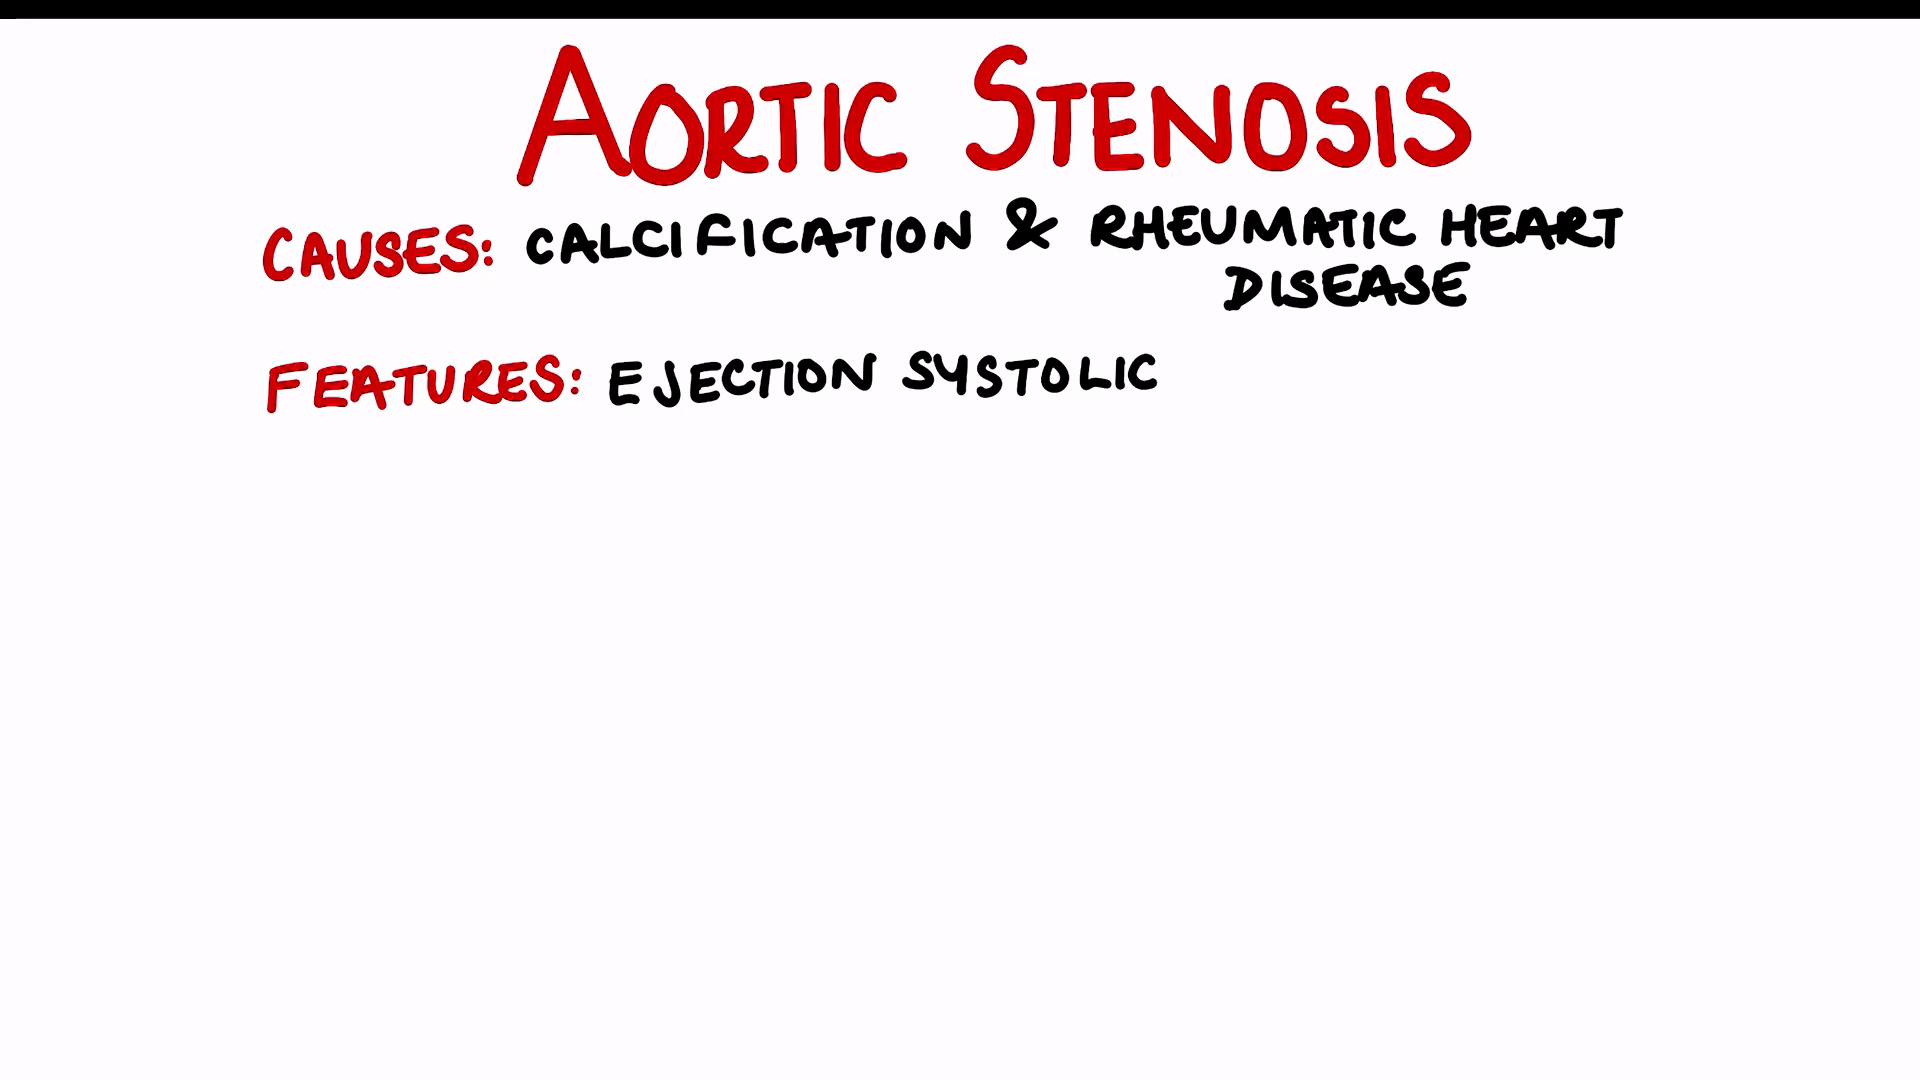 AORTIC STENOSIS
CAUSES: CALCIFICATION & RHEUMATIC HEART
DISEASE
FEATURES: EJECTION SYSTOLIC